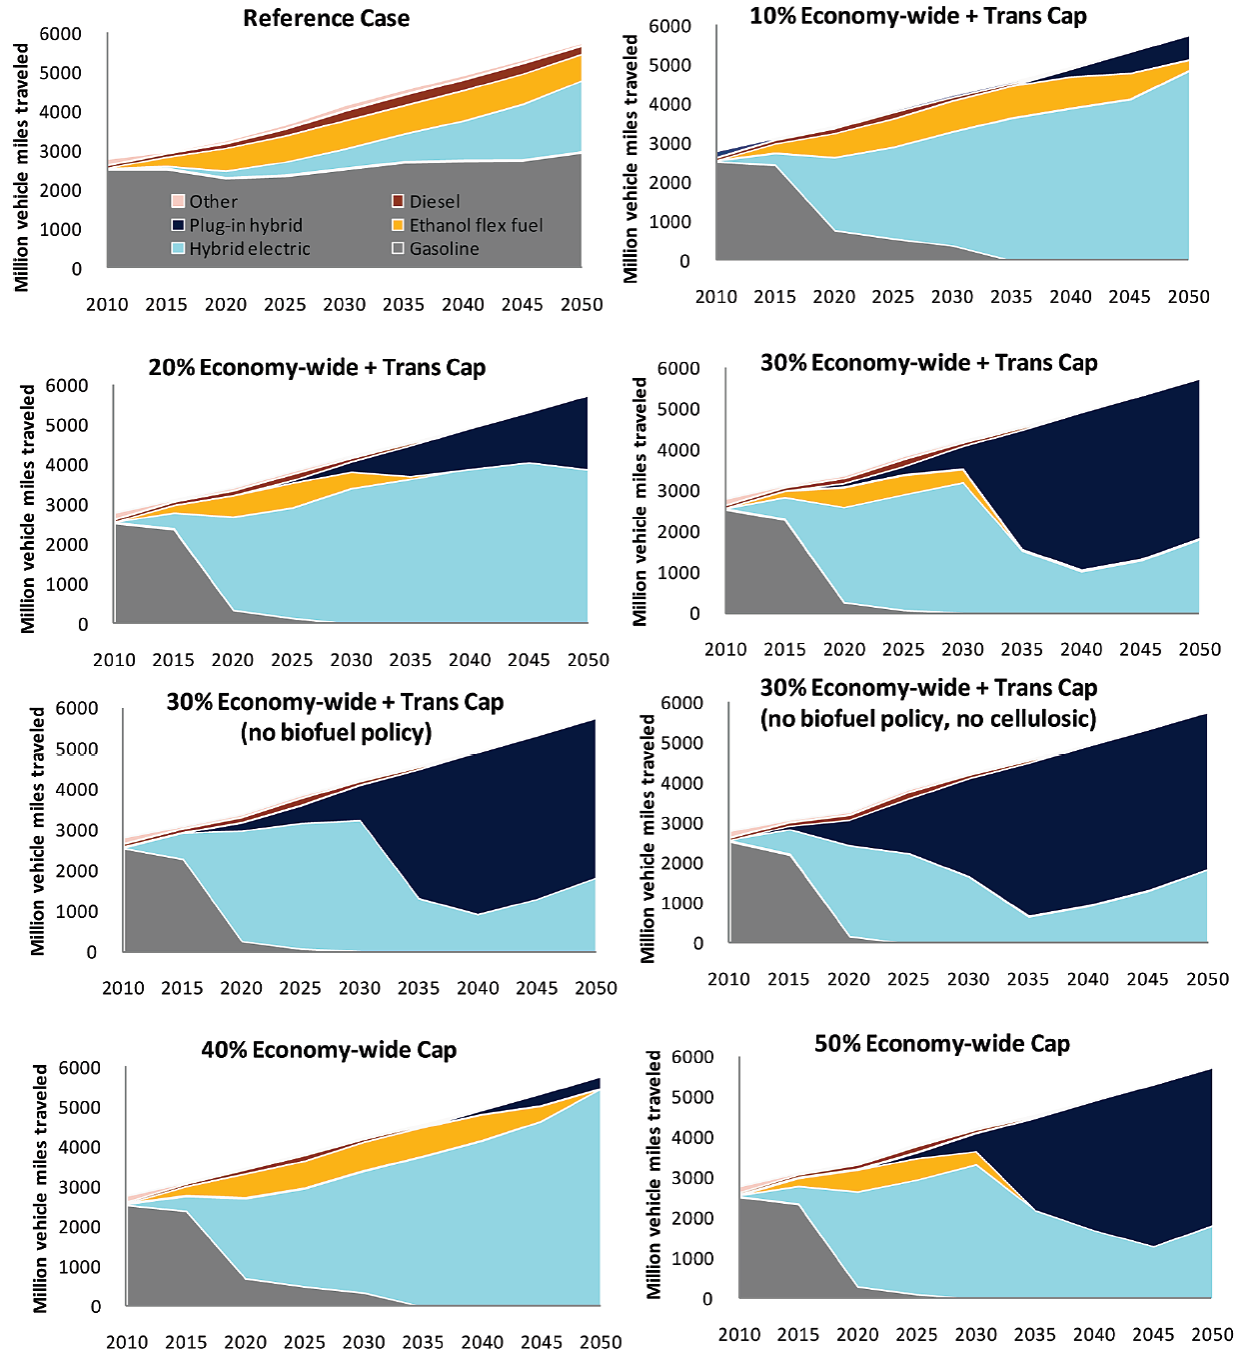 Reference Case
Million vehicle miles traveled
6000
5000
4000
3000
2000
1000
0
Other
Diesel
Plug-in hybrid
Ethanol flex fuel
Hybrid electric
Gasoline
2010 2015 2020 2025 2030 2035 2040 2045 2050
10% Economy-wide + Trans Cap
Million vehicle miles traveled
6000
5000
4000
3000
2000
1000
0
2010 2015 2020 2025 2030 2035 2040 2045 2050
20% Economy-wide + Trans Cap
Million vehicle miles traveled
6000
5000
4000
3000
2000
1000
0
2010 2015 2020 2025 2030 2035 2040 2045 2050
30% Economy-wide + Trans Cap
Million vehicle miles traveled
6000
5000
4000
3000
2000
1000
0
2010 2015 2020 2025 2030 2035 2040 2045 2050
30% Economy-wide + Trans Cap
(no biofuel policy)
Million vehicle miles traveled
6000
5000
4000
3000
2000
1000
0
2010 2015 2020 2025 2030 2035 2040 2045 2050
30% Economy-wide + Trans Cap
(no biofuel policy, no cellulosic)
Million vehicle miles traveled
6000
5000
4000
3000
2000
1000
0
2010 2015 2020 2025 2030 2035 2040 2045 2050
40% Economy-wide Cap
Million vehicle miles traveled
6000
5000
4000
3000
2000
1000
0
2010 2015 2020 2025 2030 2035 2040 2045 2050
50% Economy-wide Cap
Million vehicle miles traveled
6000
5000
4000
3000
2000
1000
0
2010 2015 2020 2025 2030 2035 2040 2045 2050